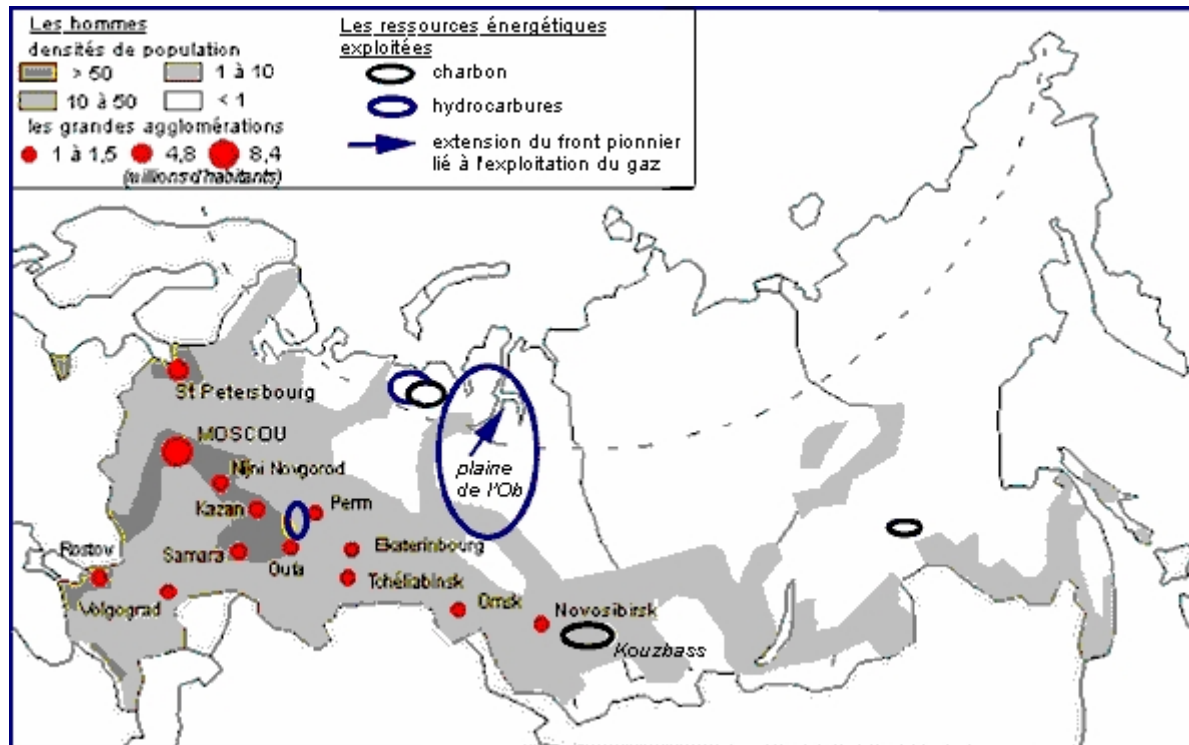 Les hommes
densités de population
> 50
1 à 10
10 à 50
< 1
les grandes agglomérations
1 à 1,5
4,8
8,4
(millions d'habitants)
Les ressources énergétiques
exploitées
charbon
hydrocarbures
extension du front pionnier
lié à l'exploitation du gaz
St Petersbourg
MOSCOU
Nijni Novgorod
Kazan
Perm
plaine
de l'Ob
Rostov
Samara
Oufa
Ekaterinbourg
Tchéliabinsk
Volgograd
Omsk
Novosibirsk
Kouzbass